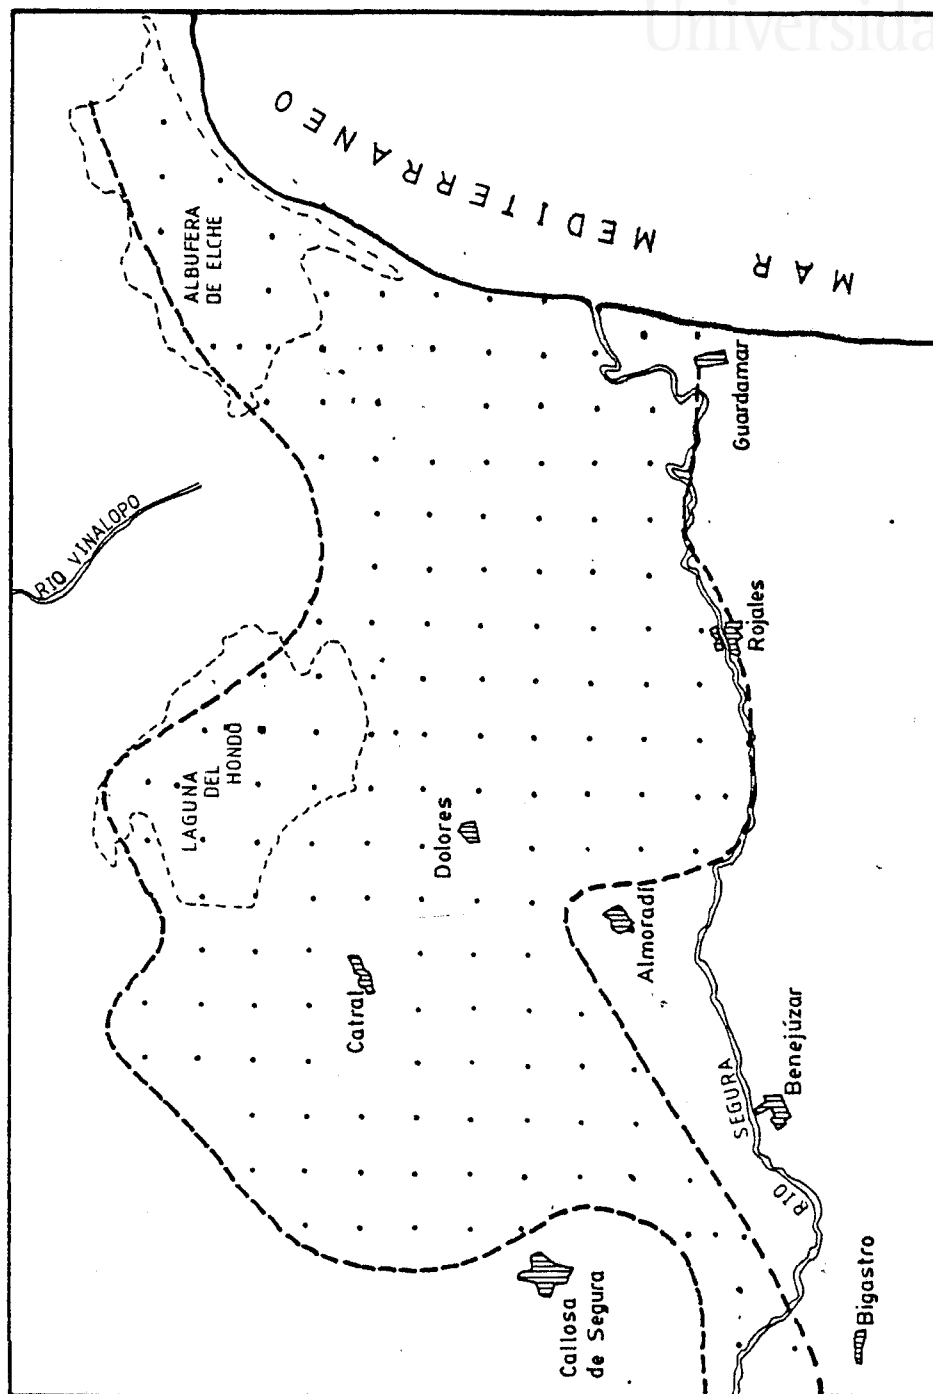 Universida
MAR MEDITERRANEO
ALBUFERA
DE ELCHE
RIO VINALOPO
LAGUNA
DEL
HONDO
Guardamar
Rojales
Dolores
Almoradí
Catral
Benejúzar
RIO SEGURA
Callosa
de Segura
Bigastro